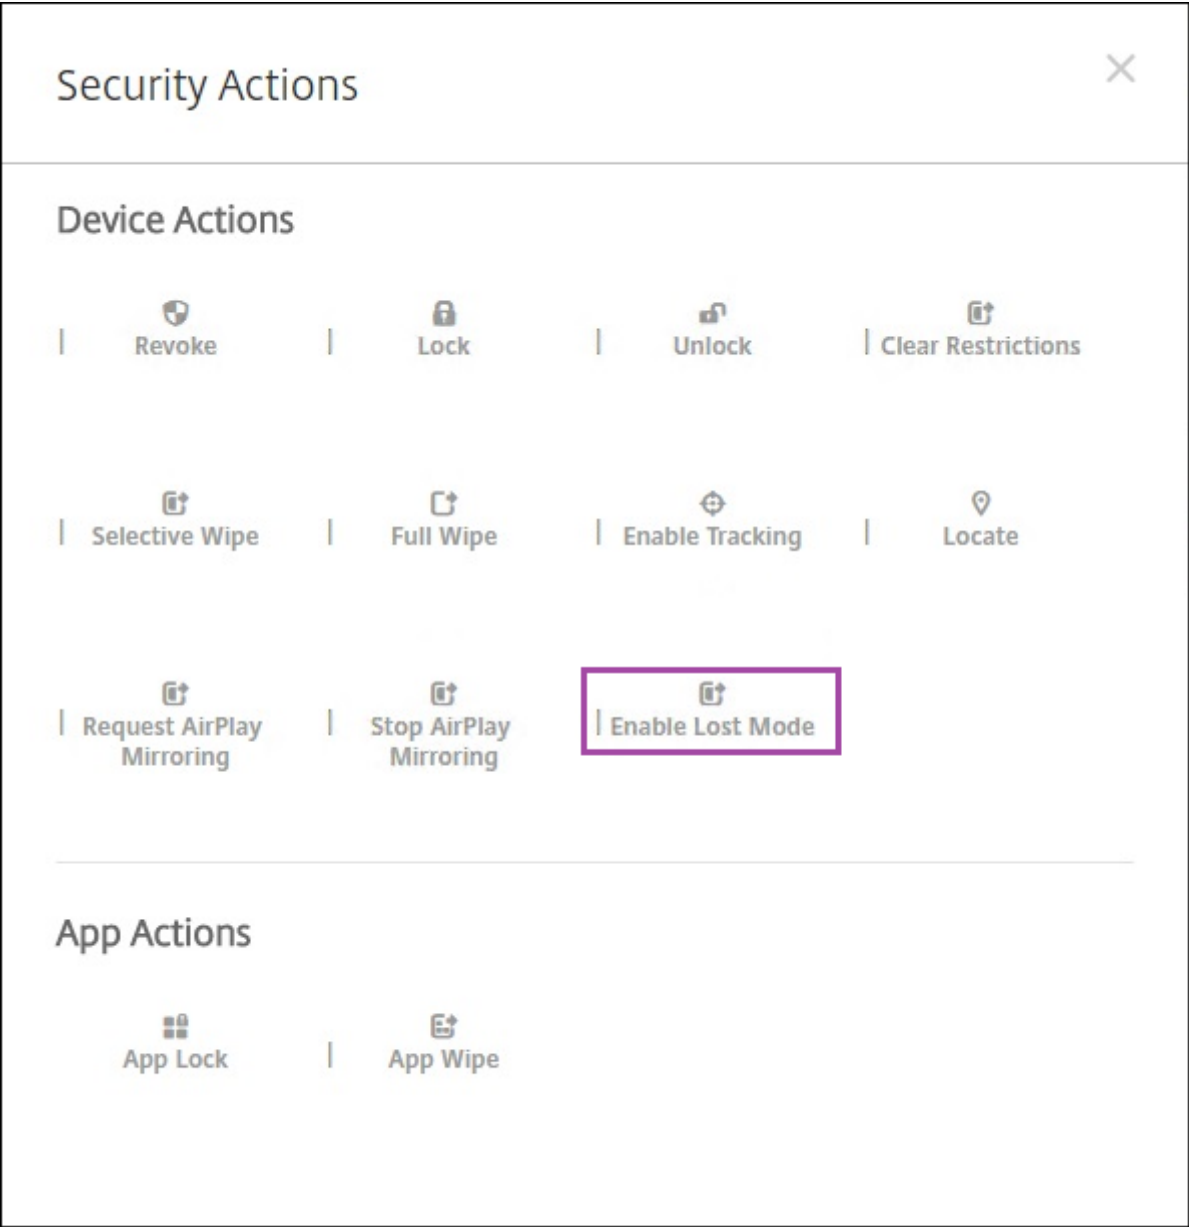 Security Actions
Device Actions
Revoke
Lock
Unlock
Clear Restrictions
Selective Wipe
Full Wipe
Enable Tracking
Locate
Request AirPlay
Mirroring
Stop AirPlay
Mirroring
Enable Lost Mode
App Actions
App Lock
App Wipe